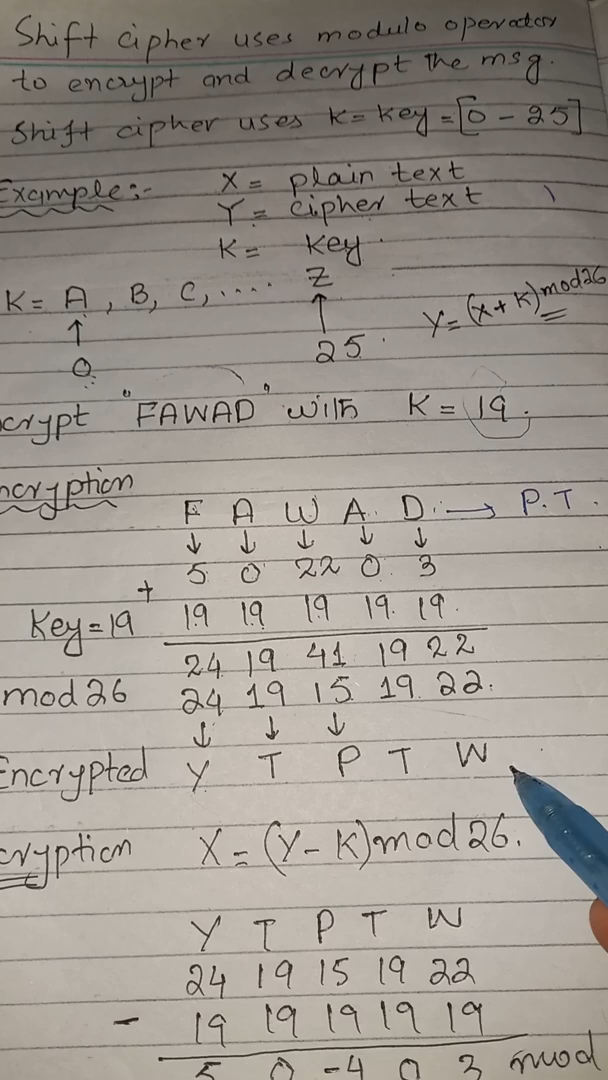 Shift cipher uses modulo operator
to encrypt and decrypt the msg.
Shift cipher uses K = Key = [0 - 25]
Example:- X = plain text
Y = cipher text
K = Key.
K = A, B, C, .... Z
↑ ↑
0 25.
Y = (X + K) mod 26
crypt "FAWAD" with K = 19.
ncryption
F A W A D. → P.T.
↓ ↓ ↓ ↓ ↓
5 0 22 0 3
+
Key = 19 19 19 19 19. 19.
24 19 41 19 22
mod 26 24 19 15 19 22.
↓ ↓ ↓
Encrypted Y T P T W
cryption X = (Y - K) mod 26.
Y T P T W
24 19 15 19 22
- 19 19 19 19 19
5 0 -4 0 3 mod